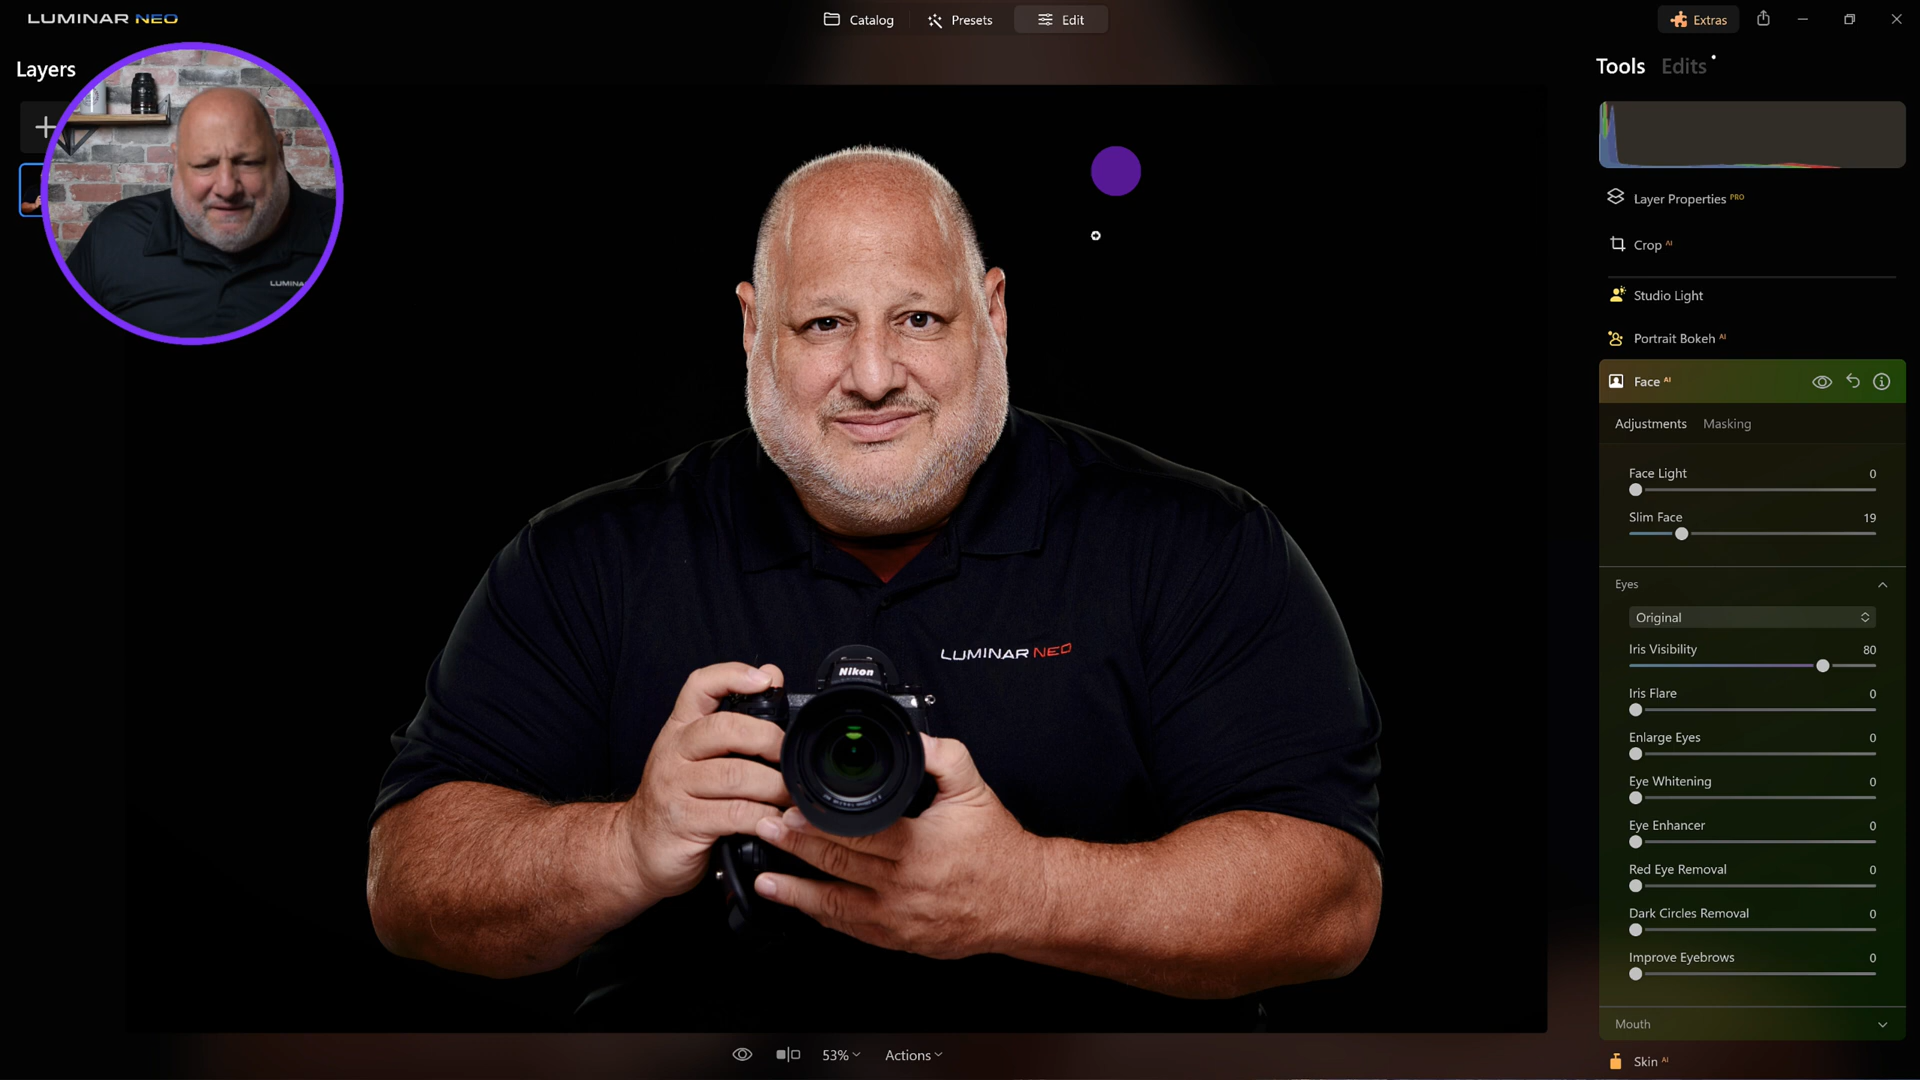 LUMINAR NEO
Catalog
Presets
Edit
Extras
Layers
LUMINA
Tools
Edits
Layer Properties PRO
Crop AI
Studio Light
Portrait Bokeh AI
Face AI
Adjustments
Masking
Face Light 0
Slim Face 19
Eyes
Original
Iris Visibility 80
Iris Flare 0
Enlarge Eyes 0
Eye Whitening 0
Eye Enhancer 0
Red Eye Removal 0
Dark Circles Removal 0
Improve Eyebrows 0
Mouth
Skin AI
LUMINAR NEO
Nikon
53%
Actions